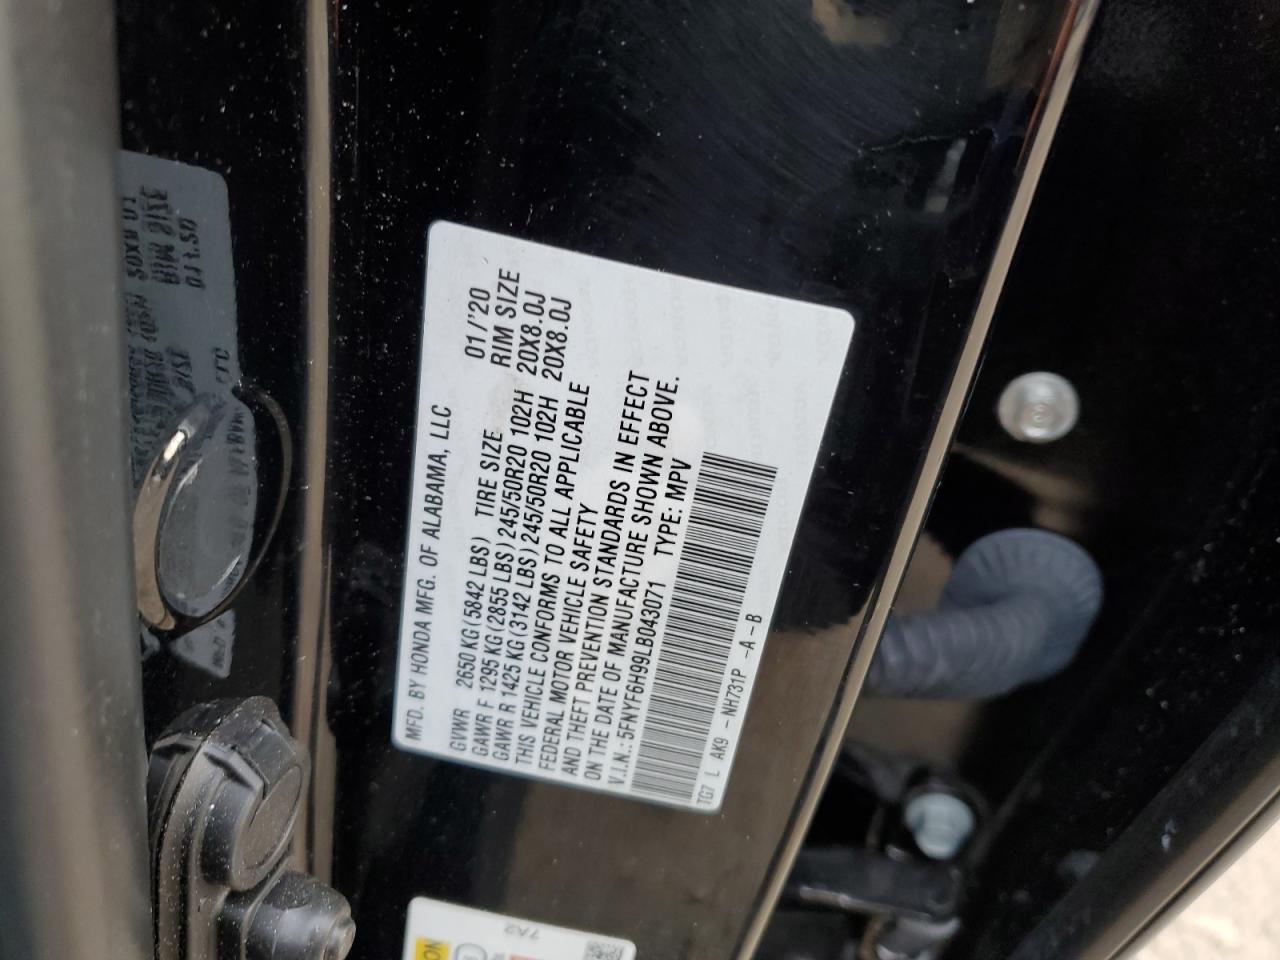 MFD. BY HONDA MFG. OF ALABAMA, LLC
01/'20
GVWR 2650 KG (5842 LBS) TIRE SIZE RIM SIZE
GAWR F 1295 KG (2855 LBS) 245/50R20 102H 20X8.0J
GAWR R 1425 KG (3142 LBS) 245/50R20 102H 20X8.0J
THIS VEHICLE CONFORMS TO ALL APPLICABLE
FEDERAL MOTOR VEHICLE SAFETY
AND THEFT PREVENTION STANDARDS IN EFFECT
ON THE DATE OF MANUFACTURE SHOWN ABOVE.
V.I.N.: 5FNYF6H99LB043071 TYPE: MPV
TG7 L AK9 - NH731P - A - B
7A2